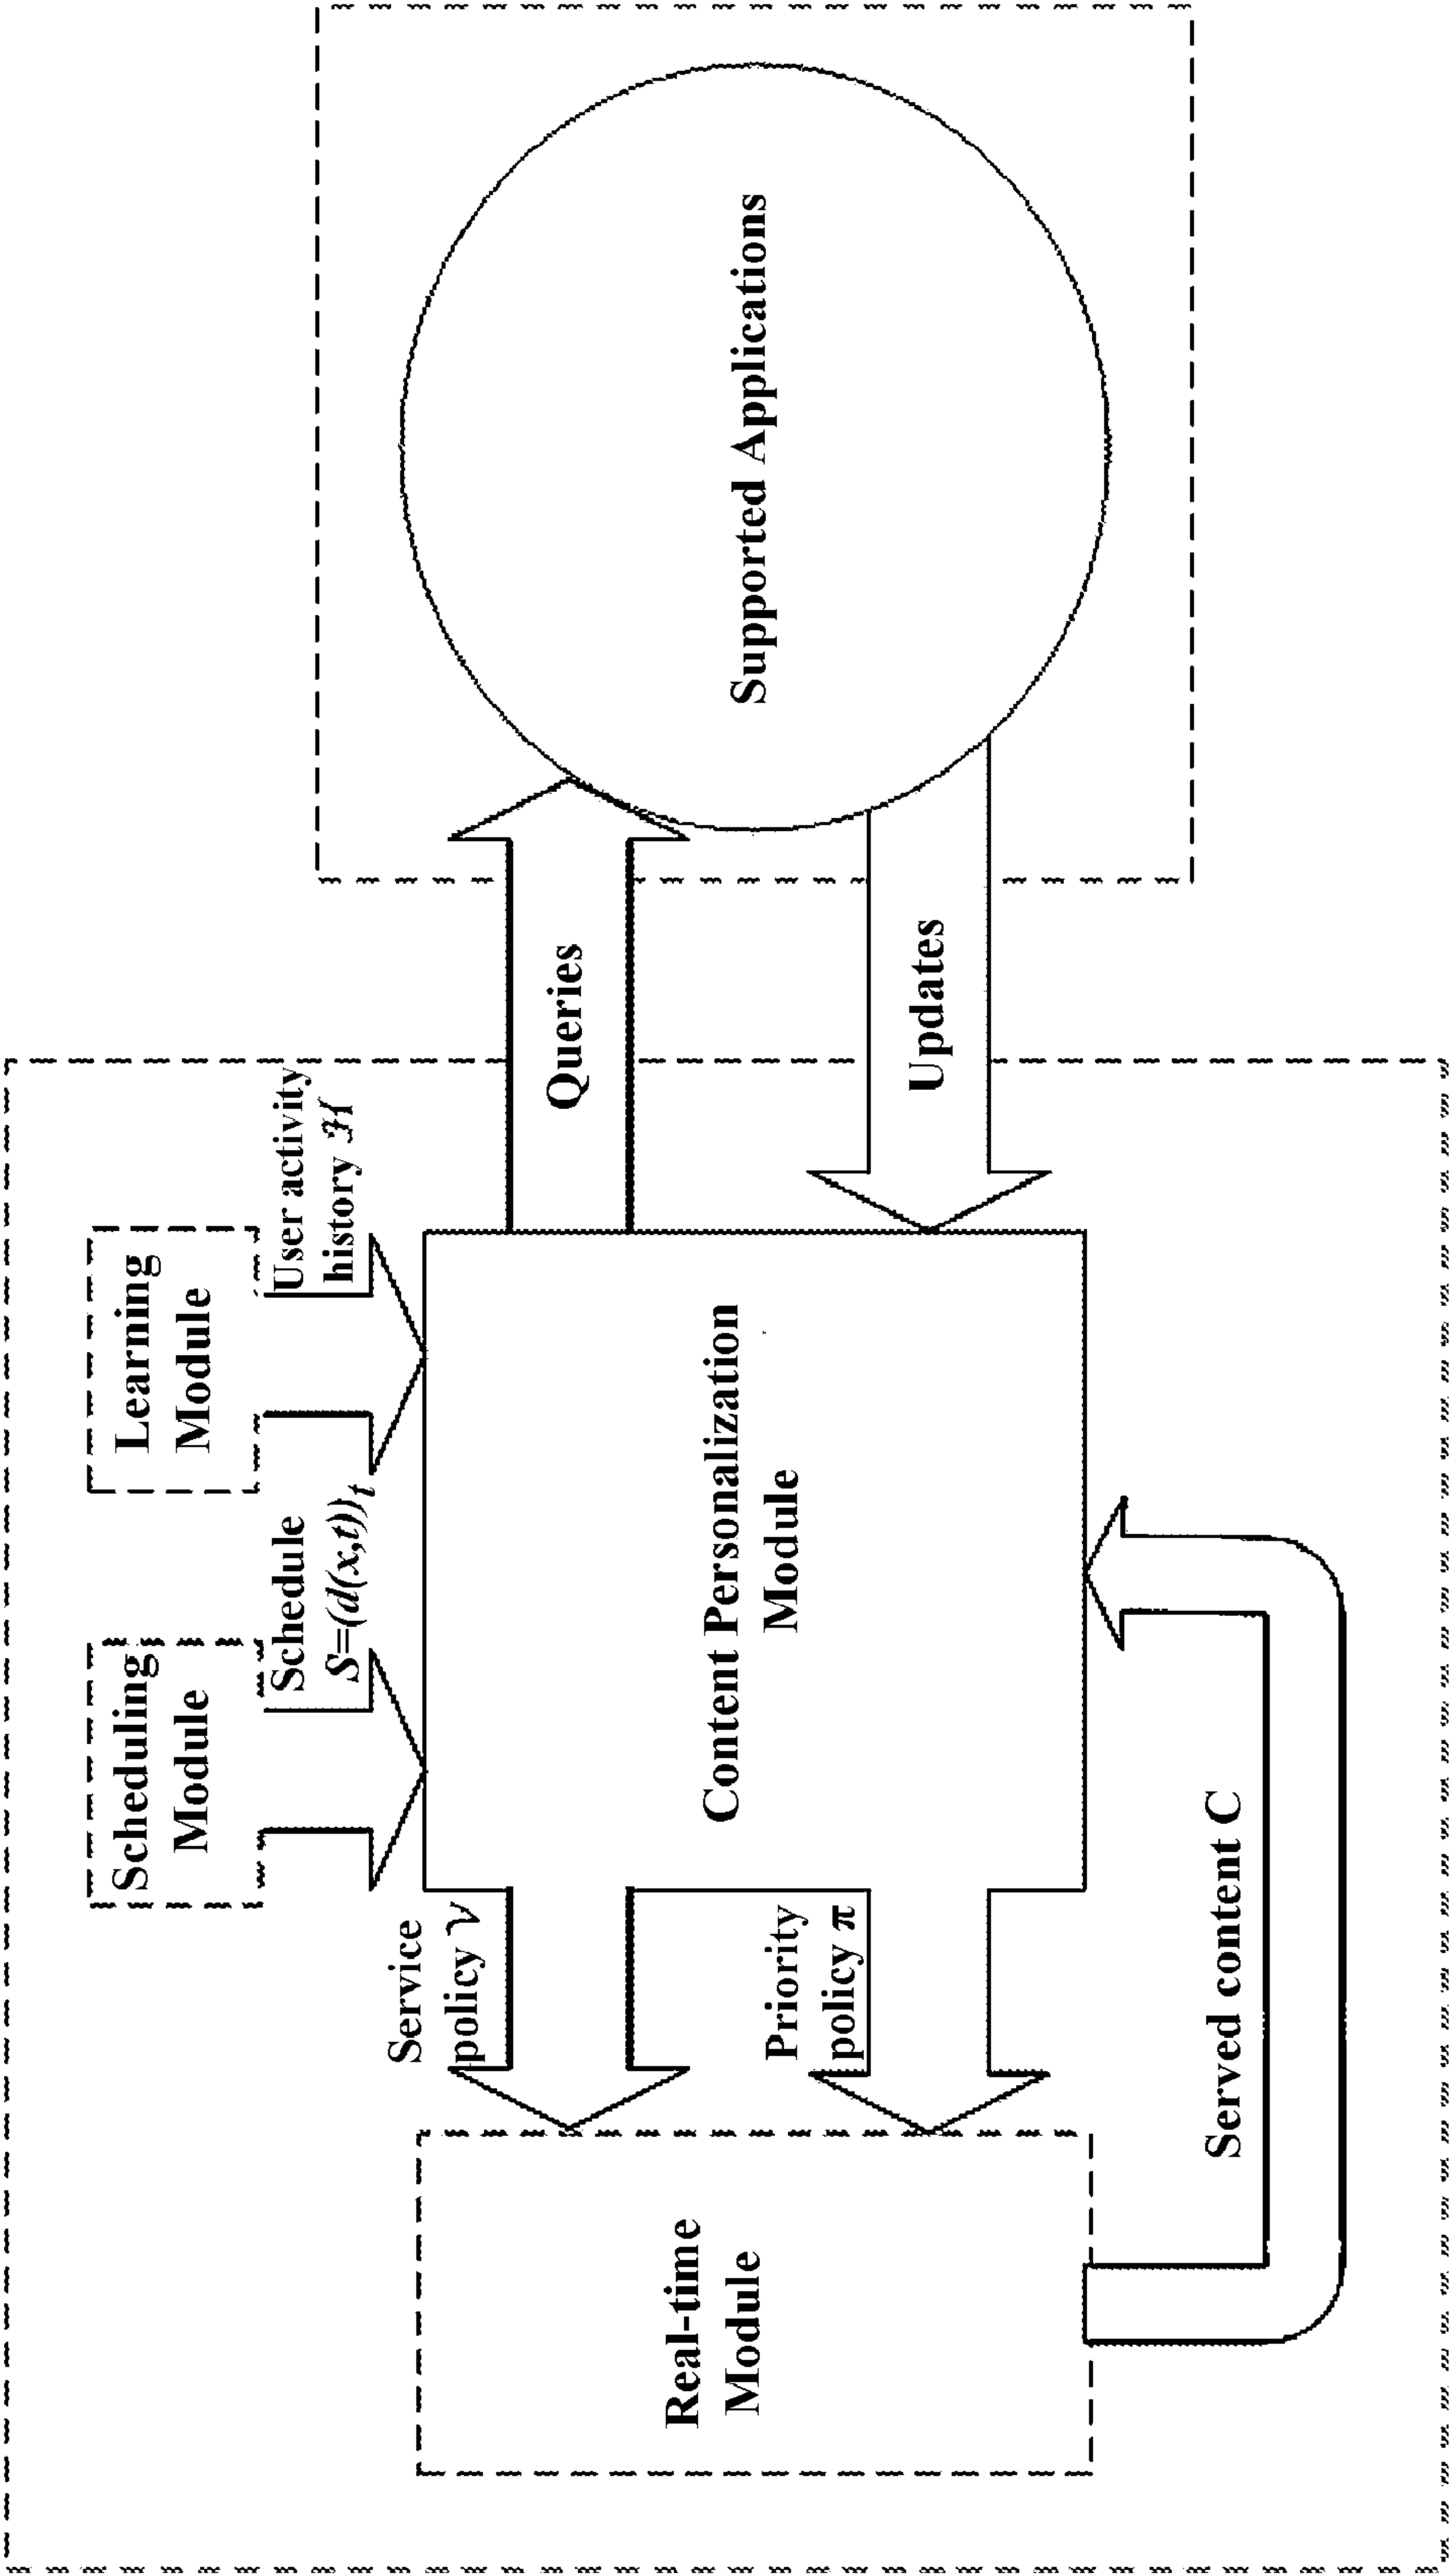 Scheduling
Module
Learning
Module
Schedule
S=(d(x,t))t
User activity
history ℋ
Service
policy 𝒱
Priority
policy π
Real-time
Module
Content Personalization
Module
Queries
Updates
Supported Applications
Served content C